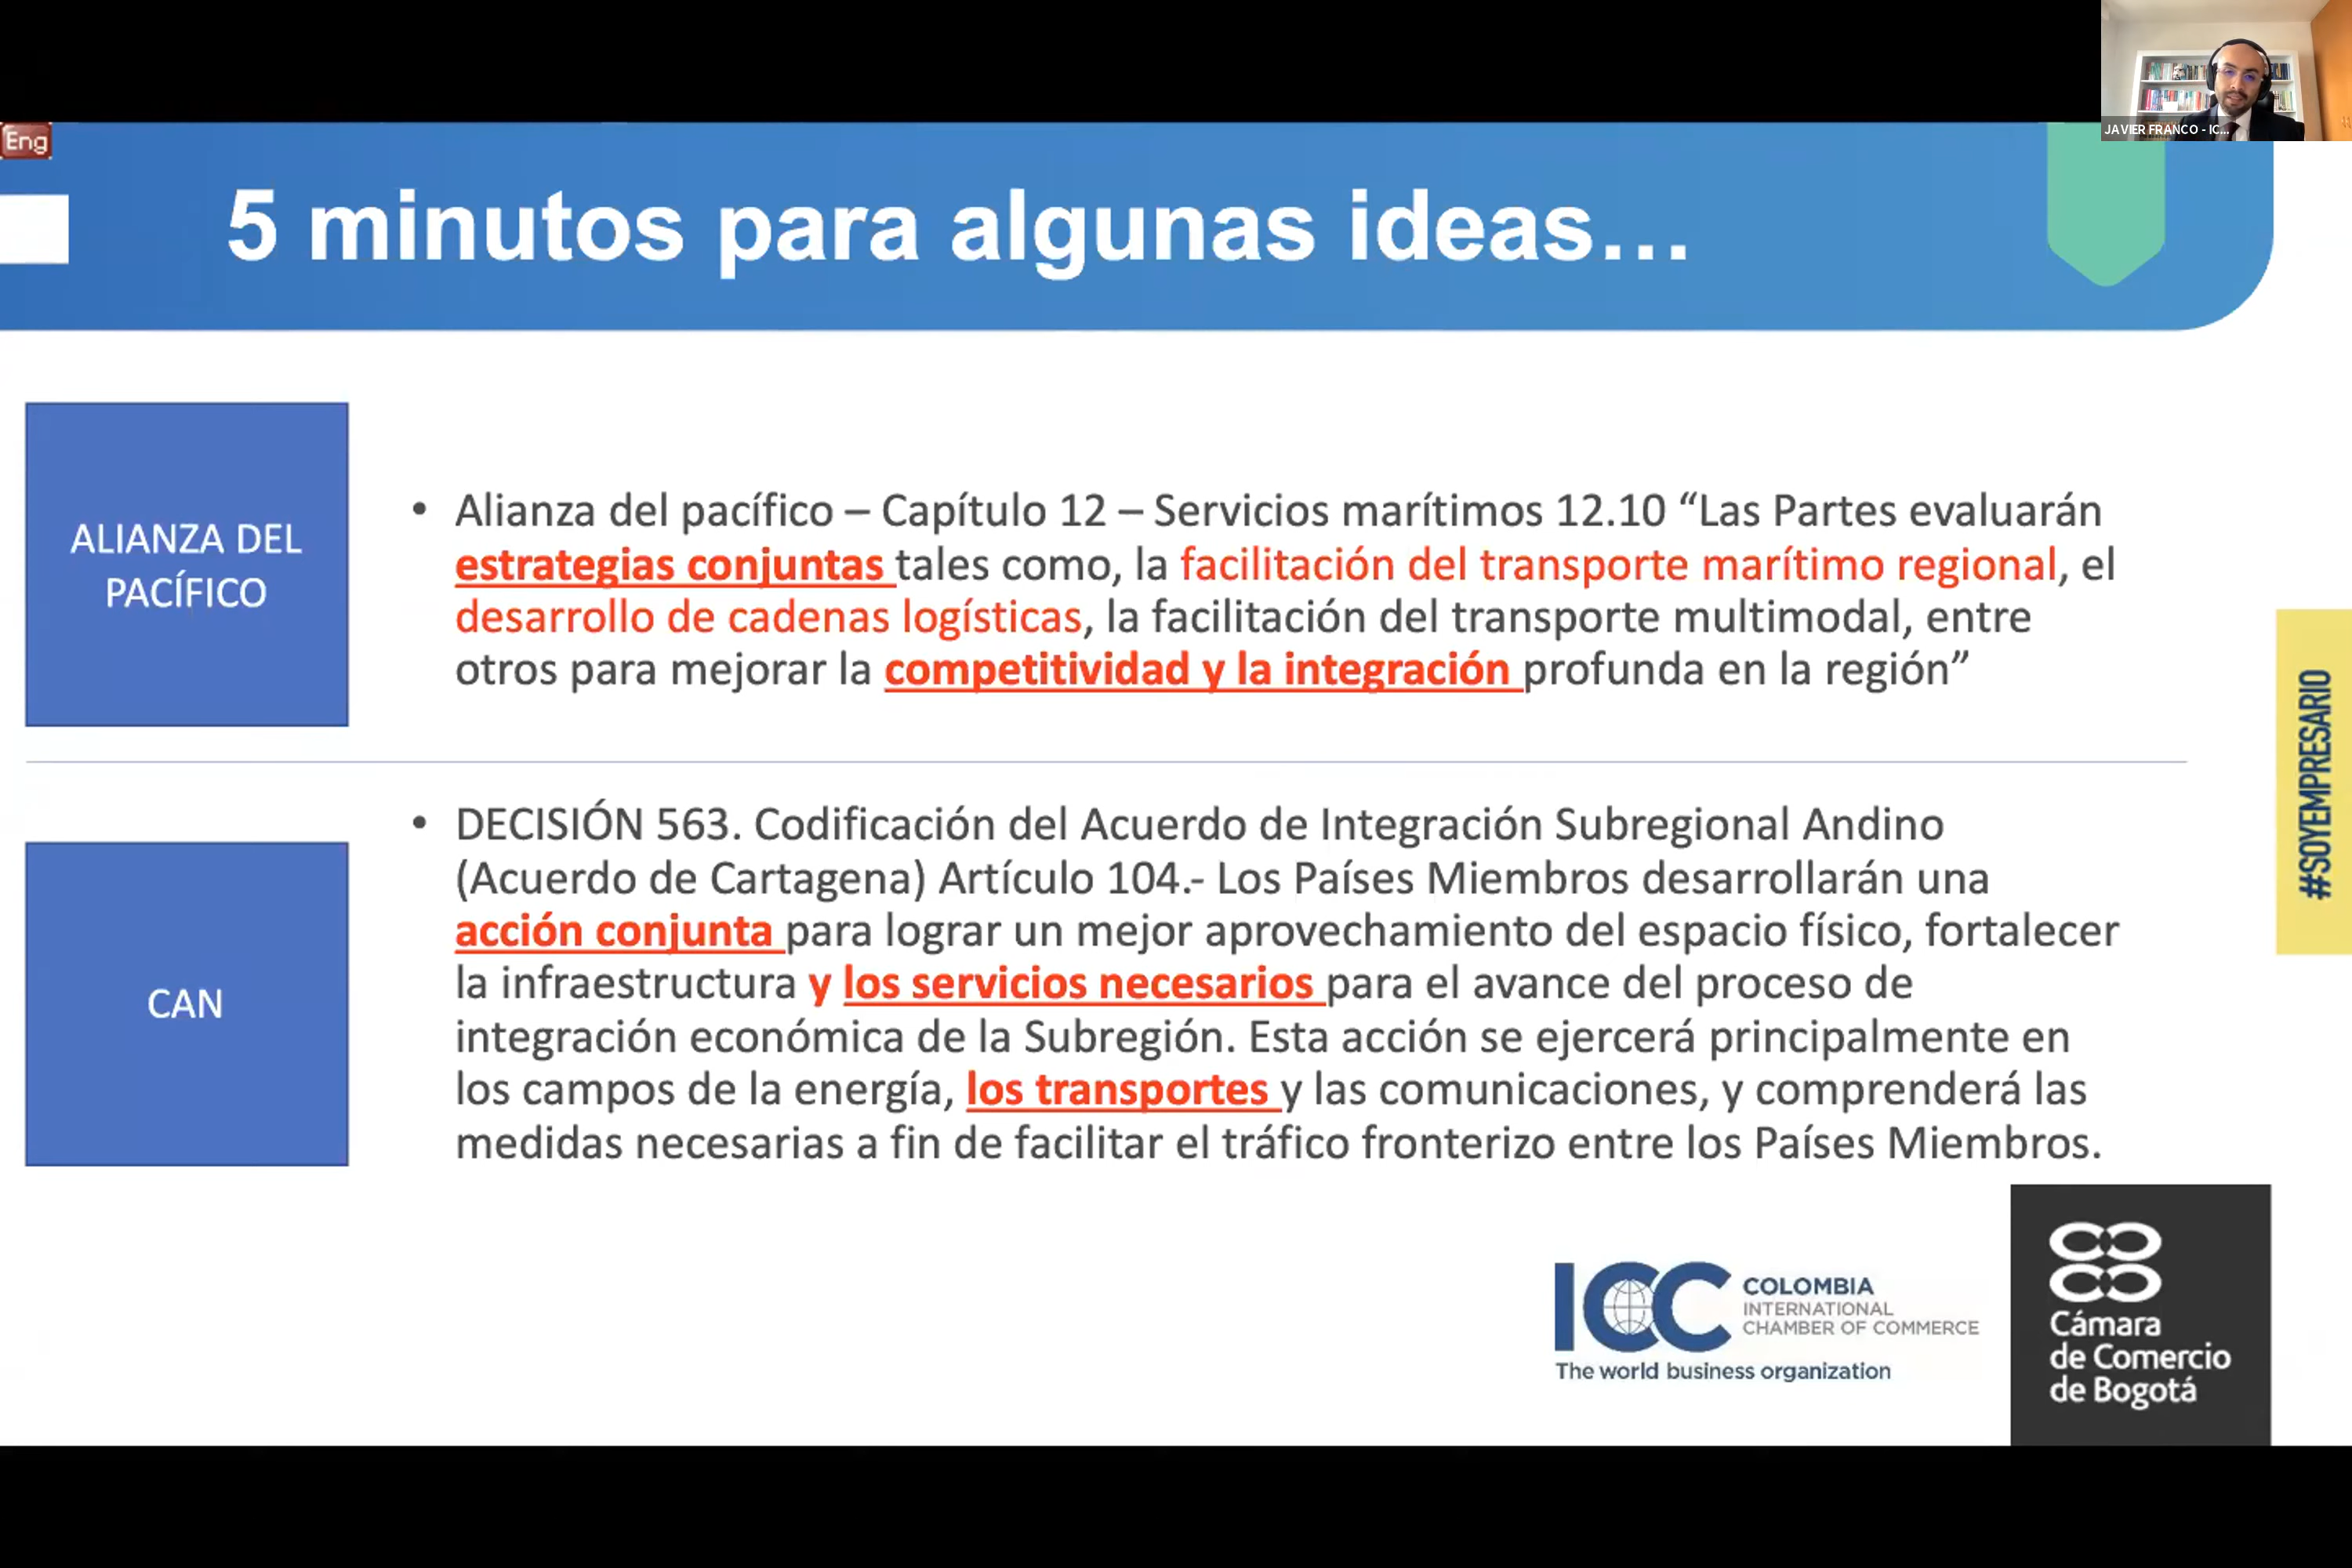 JAVIER FRANCO - IC...
Eng
5 minutos para algunas ideas...
ALIANZA DEL
PACÍFICO
• Alianza del pacífico – Capítulo 12 – Servicios marítimos 12.10 “Las Partes evaluarán
estrategias conjuntas tales como, la facilitación del transporte marítimo regional, el
desarrollo de cadenas logísticas, la facilitación del transporte multimodal, entre
otros para mejorar la competitividad y la integración profunda en la región”
#SOYEMPRESARIO
CAN
• DECISIÓN 563. Codificación del Acuerdo de Integración Subregional Andino
(Acuerdo de Cartagena) Artículo 104.- Los Países Miembros desarrollarán una
acción conjunta para lograr un mejor aprovechamiento del espacio físico, fortalecer
la infraestructura y los servicios necesarios para el avance del proceso de
integración económica de la Subregión. Esta acción se ejercerá principalmente en
los campos de la energía, los transportes y las comunicaciones, y comprenderá las
medidas necesarias a fin de facilitar el tráfico fronterizo entre los Países Miembros.
ICC
COLOMBIA
INTERNATIONAL
CHAMBER OF COMMERCE
The world business organization
Cámara
de Comercio
de Bogotá